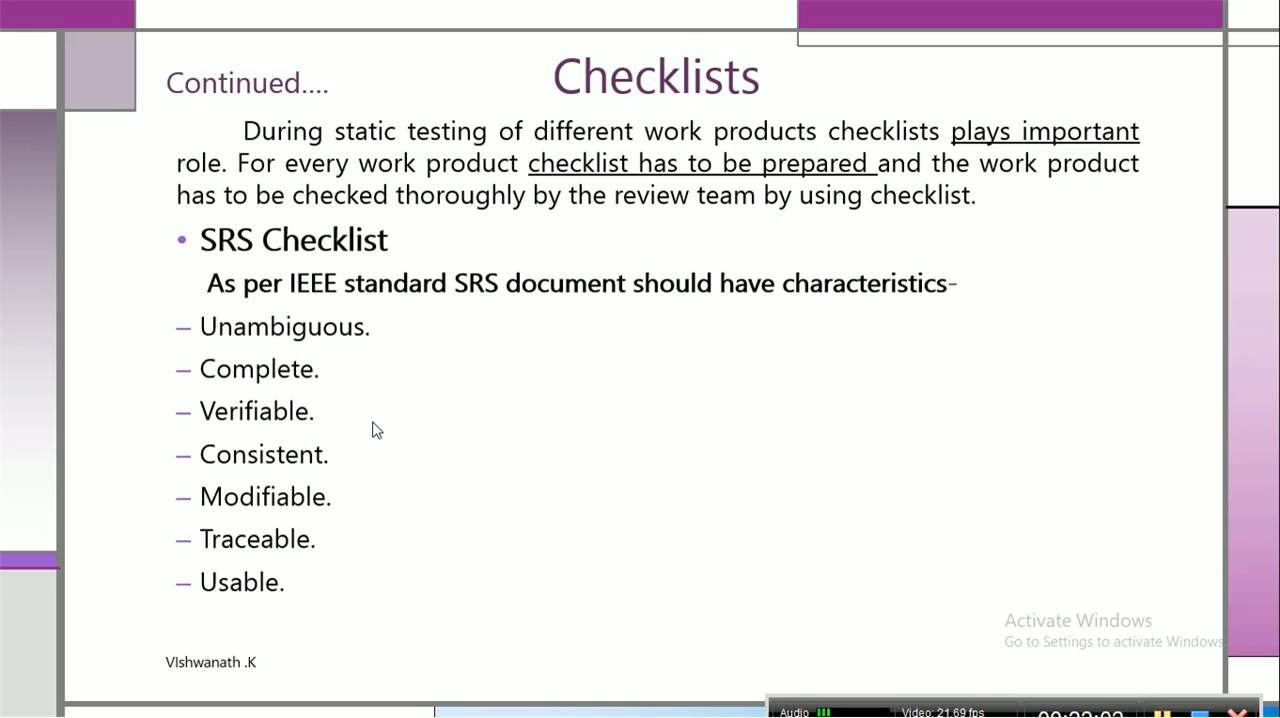 Continued....
Checklists
During static testing of different work products checklists plays important
role. For every work product checklist has to be prepared and the work product
has to be checked thoroughly by the review team by using checklist.
• SRS Checklist
As per IEEE standard SRS document should have characteristics-
– Unambiguous.
– Complete.
– Verifiable.
– Consistent.
– Modifiable.
– Traceable.
– Usable.
Activate Windows
Go to Settings to activate Windows
VIshwanath .K
Audio
Video: 21.69 fps